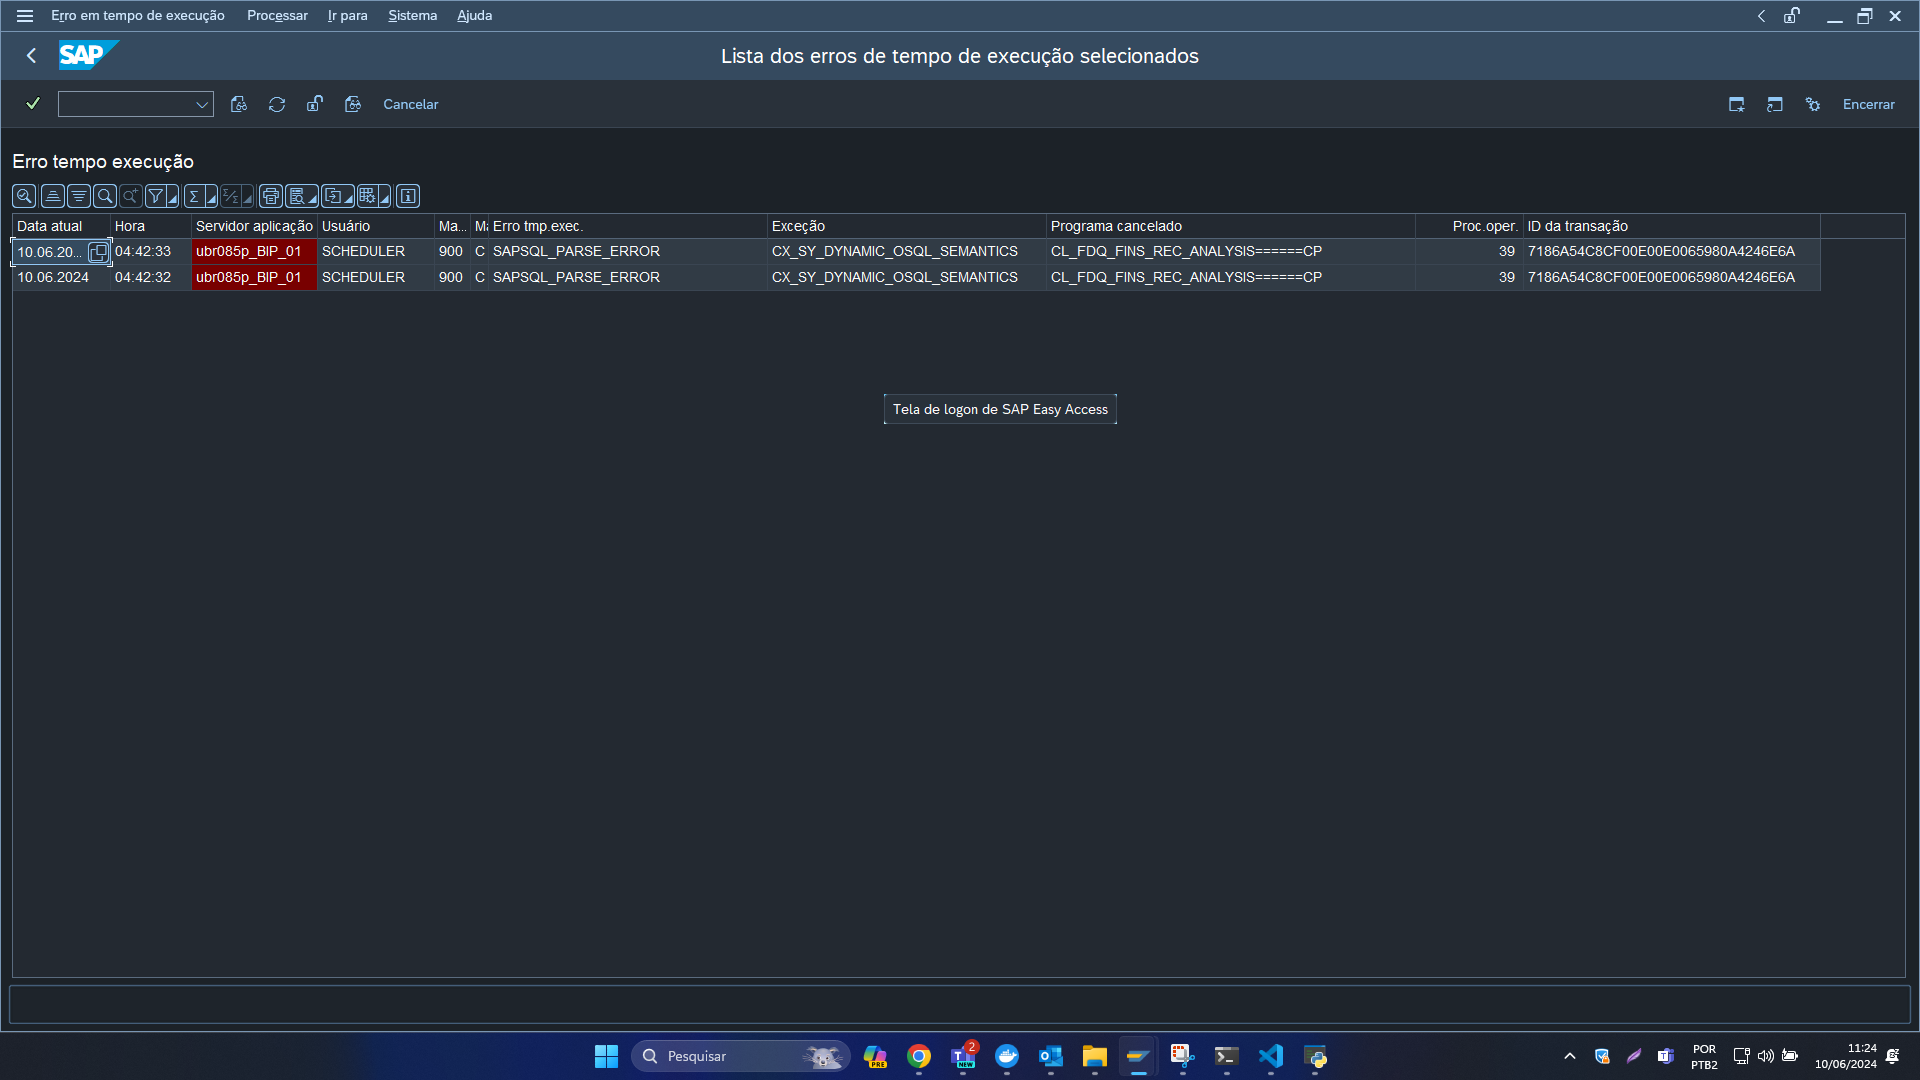 Erro em tempo de execução Processar Ir para Sistema Ajuda
SAP Lista dos erros de tempo de execução selecionados
Cancelar Encerrar
Erro tempo execução
Data atual Hora Servidor aplicação Usuário Ma... Erro tmp.exec. Exceção Programa cancelado Proc.oper. ID da transação
10.06.20... 04:42:33 ubr085p_BIP_01 SCHEDULER 900 C SAPSQL_PARSE_ERROR CX_SY_DYNAMIC_OSQL_SEMANTICS CL_FDQ_FINS_REC_ANALYSIS======CP 39 7186A54C8CF00E00E0065980A4246E6A
10.06.2024 04:42:32 ubr085p_BIP_01 SCHEDULER 900 C SAPSQL_PARSE_ERROR CX_SY_DYNAMIC_OSQL_SEMANTICS CL_FDQ_FINS_REC_ANALYSIS======CP 39 7186A54C8CF00E00E0065980A4246E6A
Tela de logon de SAP Easy Access
Pesquisar PRE 2 NEW POR 11:24
PTB2 10/06/2024